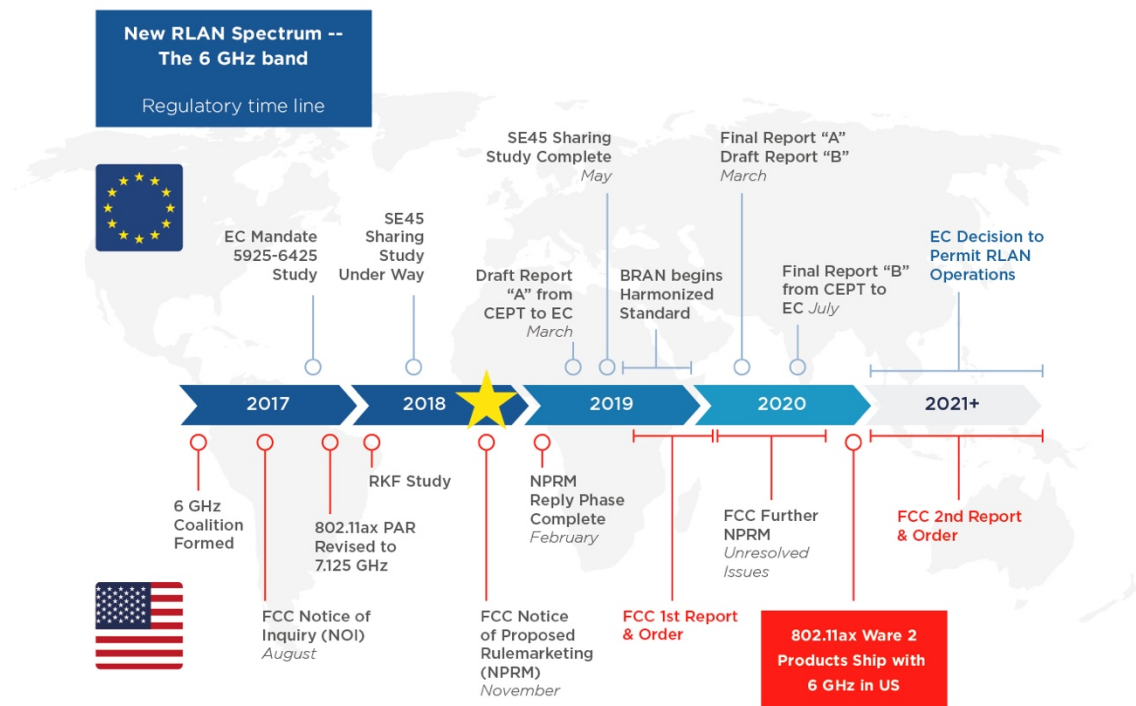 New RLAN Spectrum --
The 6 GHz band
Regulatory time line
EC Mandate
5925-6425
Study
SE45
Sharing
Study
Under Way
Draft Report
“A” from
CEPT to EC
March
SE45 Sharing
Study Complete
May
BRAN begins
Harmonized
Standard
Final Report “A”
Draft Report “B”
March
Final Report “B”
from CEPT to
EC July
EC Decision to
Permit RLAN
Operations
2017
2018
2019
2020
2021+
6 GHz
Coalition
Formed
FCC Notice of
Inquiry (NOI)
August
802.11ax PAR
Revised to
7.125 GHz
RKF Study
FCC Notice
of Proposed
Rulemarketing
(NPRM)
November
NPRM
Reply Phase
Complete
February
FCC 1st Report
& Order
FCC Further
NPRM
Unresolved
Issues
802.11ax Ware 2
Products Ship with
6 GHz in US
FCC 2nd Report
& Order